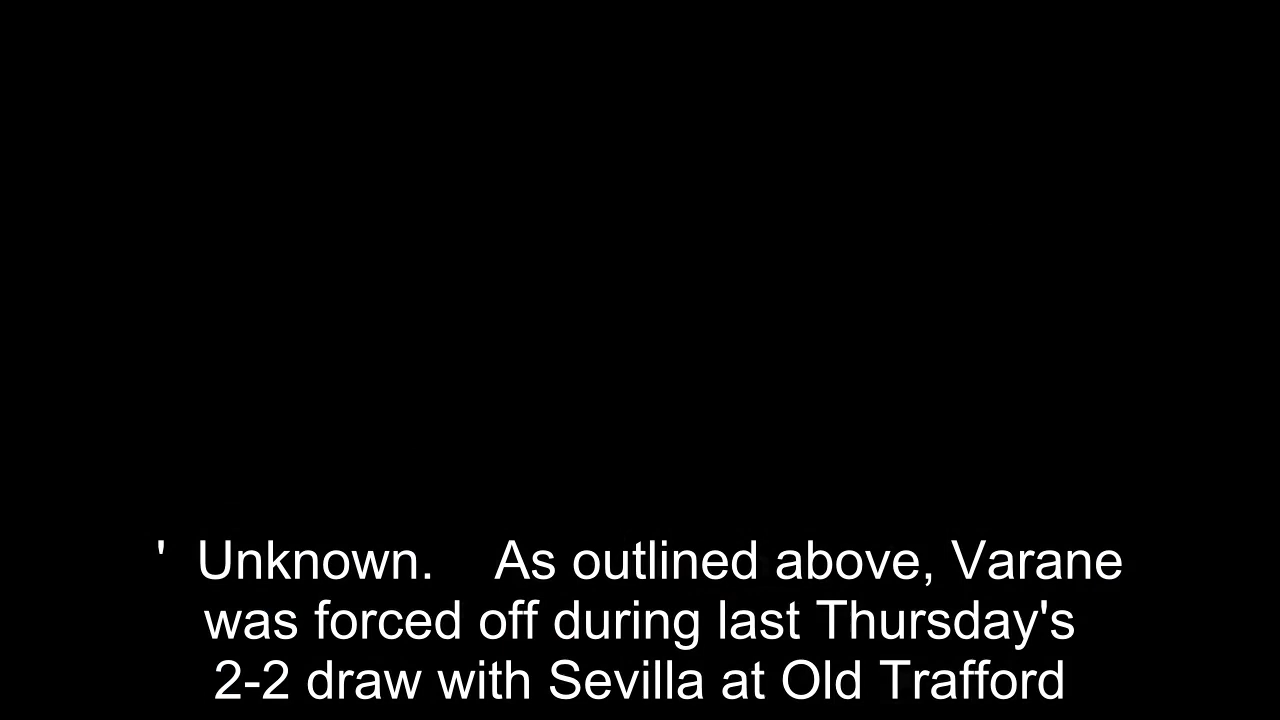 '  Unknown.    As outlined above, Varane
was forced off during last Thursday's
2-2 draw with Sevilla at Old Trafford